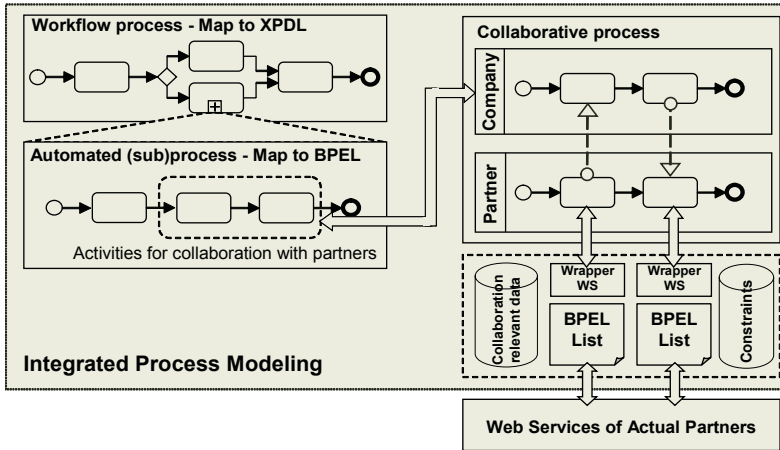 Workflow process - Map to XPDL
Automated (sub)process - Map to BPEL
Activities for collaboration with partners
Integrated Process Modeling
Collaborative process
Company
Partner
Collaboration
relevant data
Wrapper
WS
Wrapper
WS
BPEL
List
BPEL
List
Constraints
Web Services of Actual Partners